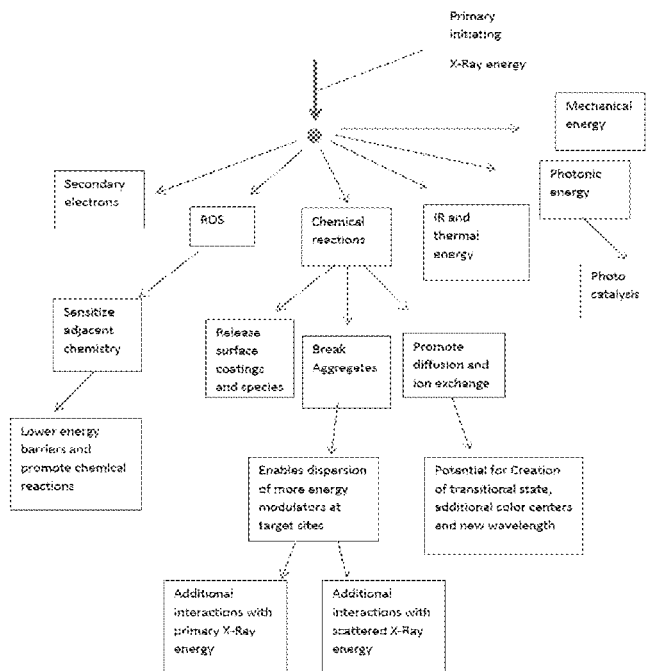 Primary
initiating
X-Ray energy
Mechanical
energy
Secondary
electrons
ROS
Chemical
reactions
IR and
thermal
energy
Photonic
energy
Photo
catalysis
Sensitize
adjacent
chemistry
Release
surface
coatings
and species
Break
Aggregates
Promote
diffusion and
ion exchange
Lower energy
barriers and
promote chemical
reactions
Enables dispersion
of more energy
modulators at
target sites
Potential for Creation
of transitional state,
additional color centers
and new wavelength
Additional
interactions with
primary X-Ray
energy
Additional
interactions with
scattered X-Ray
energy